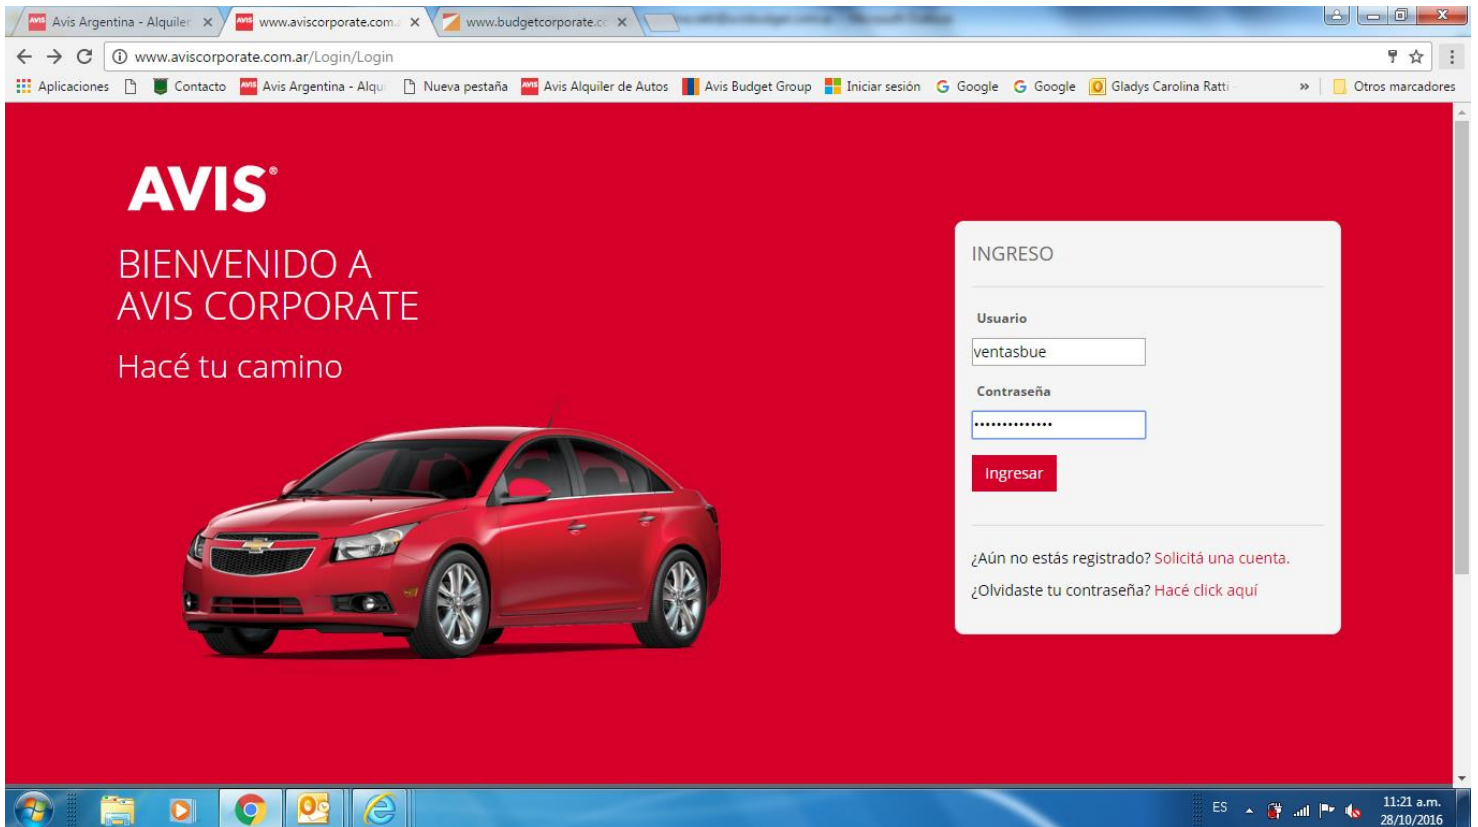 Avis Argentina - Alquiler
www.aviscorporate.com.
www.budgetcorporate.cc
www.aviscorporate.com.ar/Login/Login
Aplicaciones
Contacto
AVIS Avis Argentina - Alqui
Nueva pestaña
AVIS Avis Alquiler de Autos
Avis Budget Group
Iniciar sesión
G Google
G Google
Gladys Carolina Ratti -
»
Otros marcadores
AVIS®
BIENVENIDO A
AVIS CORPORATE
Hacé tu camino
INGRESO
Usuario
ventasbue
Contraseña
••••••••••••••
Ingresar
¿Aún no estás registrado? Solicitá una cuenta.
¿Olvidaste tu contraseña? Hacé click aquí
ES
11:21 a.m.
28/10/2016